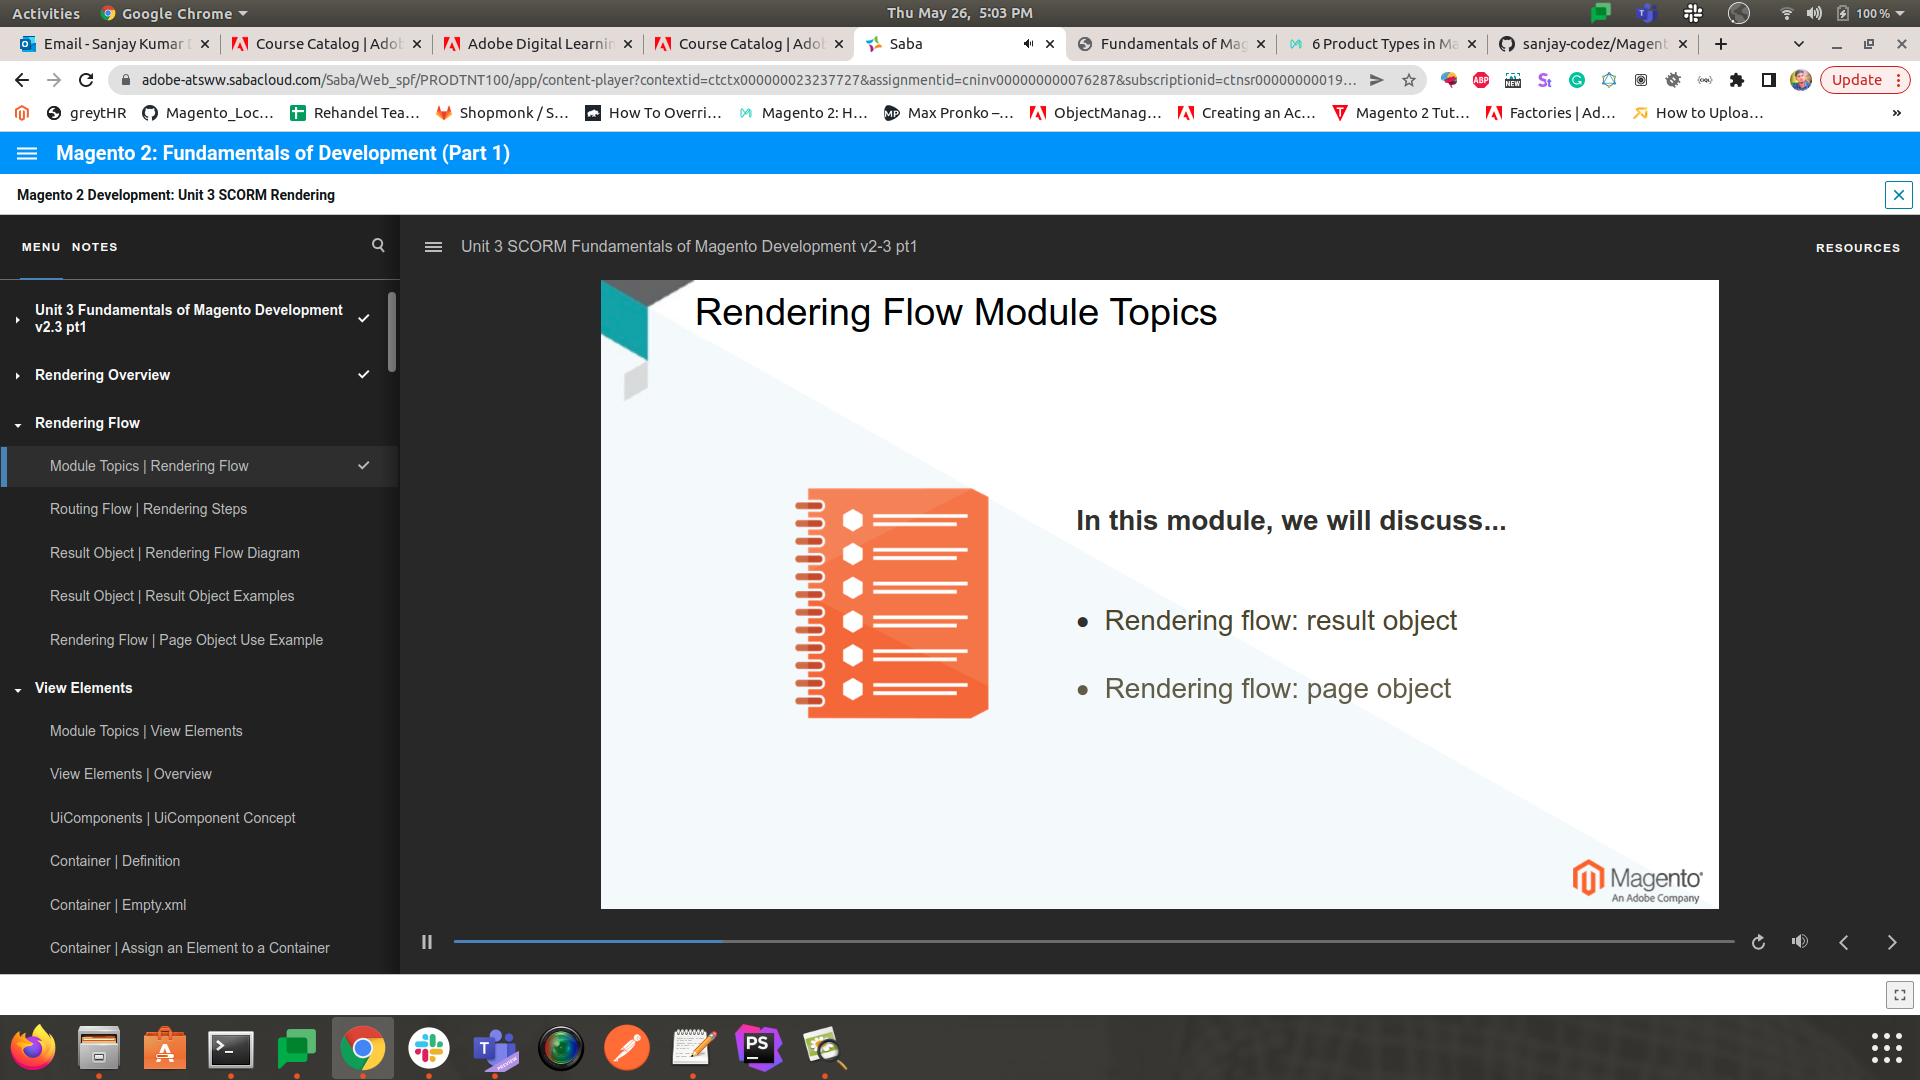 Activities
Google Chrome
Thu May 26, 5:03 PM
100 %
Email - Sanjay Kumar
Course Catalog | Adob
Adobe Digital Learnin
Course Catalog | Adob
Saba
Fundamentals of Mag
6 Product Types in Ma
sanjay-codez/Magent
adobe-atsww.sabacloud.com/Saba/Web_spf/PRODTNT100/app/content-player?contextid=ctctx000000023237727&assignmentid=cninv000000000076287&subscriptionid=ctnsr00000000019...
Update
greytHR
Magento_Loc...
Rehandel Tea...
Shopmonk / S...
How To Overri...
Magento 2: H...
Max Pronko –...
ObjectManag...
Creating an Ac...
Magento 2 Tut...
Factories | Ad...
How to Uploa...
»
Magento 2: Fundamentals of Development (Part 1)
Magento 2 Development: Unit 3 SCORM Rendering
MENU NOTES
Unit 3 SCORM Fundamentals of Magento Development v2-3 pt1
RESOURCES
Unit 3 Fundamentals of Magento Development
v2.3 pt1
Rendering Overview
Rendering Flow
Module Topics | Rendering Flow
Routing Flow | Rendering Steps
Result Object | Rendering Flow Diagram
Result Object | Result Object Examples
Rendering Flow | Page Object Use Example
View Elements
Module Topics | View Elements
View Elements | Overview
UiComponents | UiComponent Concept
Container | Definition
Container | Empty.xml
Container | Assign an Element to a Container
Rendering Flow Module Topics
In this module, we will discuss...
• Rendering flow: result object
• Rendering flow: page object
Magento
An Adobe Company